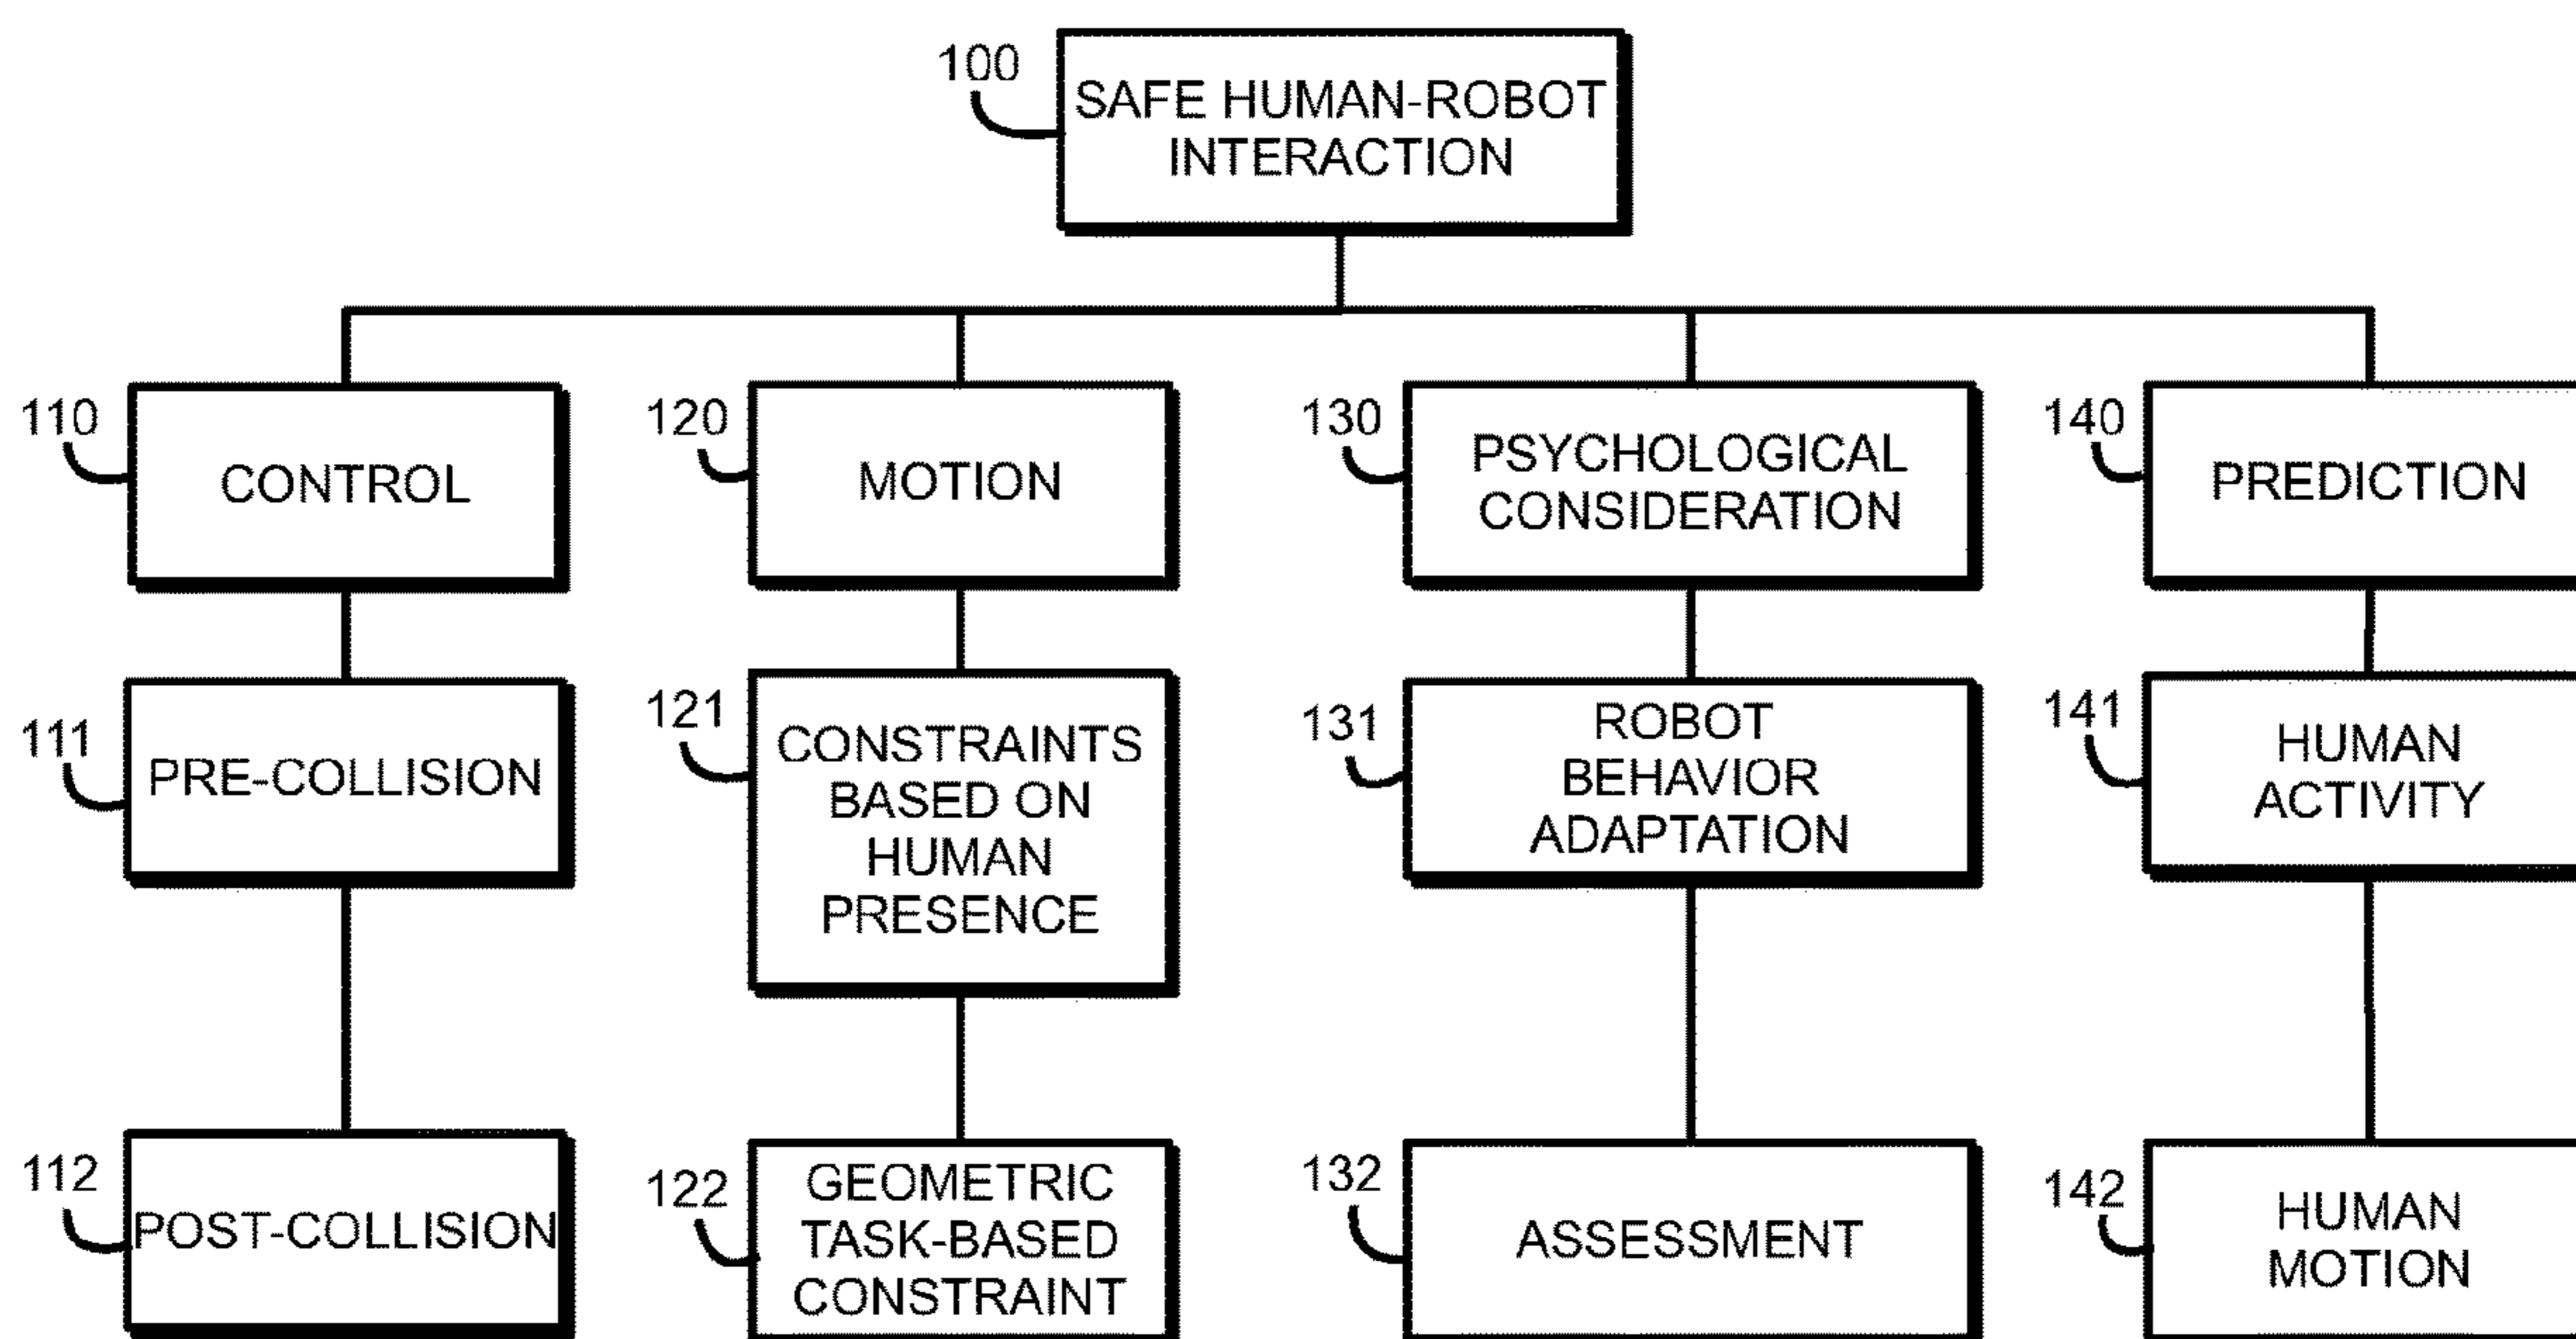 100
SAFE HUMAN-ROBOT
INTERACTION
110
CONTROL
120
MOTION
130
PSYCHOLOGICAL
CONSIDERATION
140
PREDICTION
111
PRE-COLLISION
121
CONSTRAINTS
BASED ON
HUMAN
PRESENCE
131
ROBOT
BEHAVIOR
ADAPTATION
141
HUMAN
ACTIVITY
112
POST-COLLISION
122
GEOMETRIC
TASK-BASED
CONSTRAINT
132
ASSESSMENT
142
HUMAN
MOTION